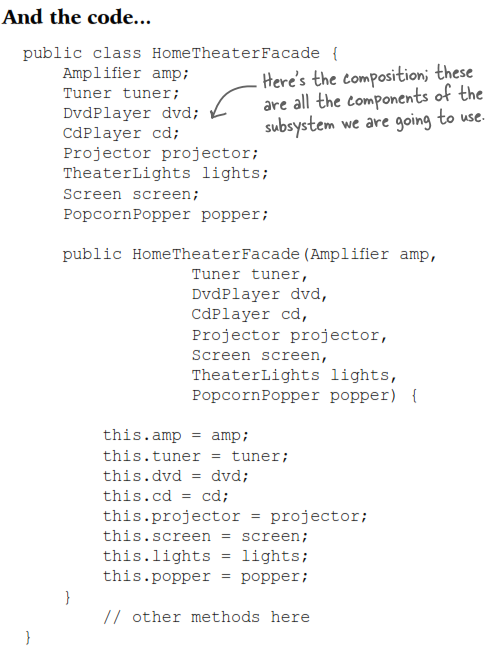 And the code...
public class HomeTheaterFacade {
Amplifier amp;
Tuner tuner;
DvdPlayer dvd;
CdPlayer cd;
Projector projector;
TheaterLights lights;
Screen screen;
PopcornPopper popper;
Here's the composition; these
are all the components of the
subsystem we are going to use.
public HomeTheaterFacade(Amplifier amp,
Tuner tuner,
DvdPlayer dvd,
CdPlayer cd,
Projector projector,
Screen screen,
TheaterLights lights,
PopcornPopper popper) {
this.amp = amp;
this.tuner = tuner;
this.dvd = dvd;
this.cd = cd;
this.projector = projector;
this.screen = screen;
this.lights = lights;
this.popper = popper;
}
// other methods here
}